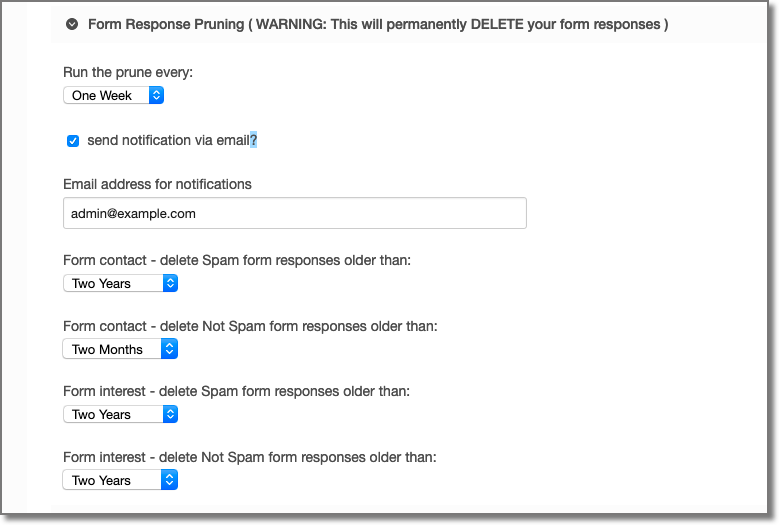 Form Response Pruning ( WARNING: This will permanently DELETE your form responses )
Run the prune every:
One Week
send notification via email?
Email address for notifications
admin@example.com
Form contact - delete Spam form responses older than:
Two Years
Form contact - delete Not Spam form responses older than:
Two Months
Form interest - delete Spam form responses older than:
Two Years
Form interest - delete Not Spam form responses older than:
Two Years